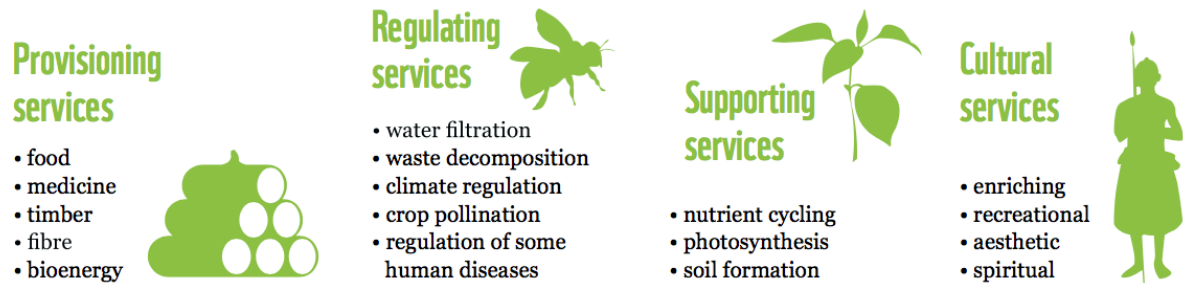 Provisioning
services
• food
• medicine
• timber
• fibre
• bioenergy
Regulating
services
• water filtration
• waste decomposition
• climate regulation
• crop pollination
• regulation of some
human diseases
Supporting
services
• nutrient cycling
• photosynthesis
• soil formation
Cultural
services
• enriching
• recreational
• aesthetic
• spiritual